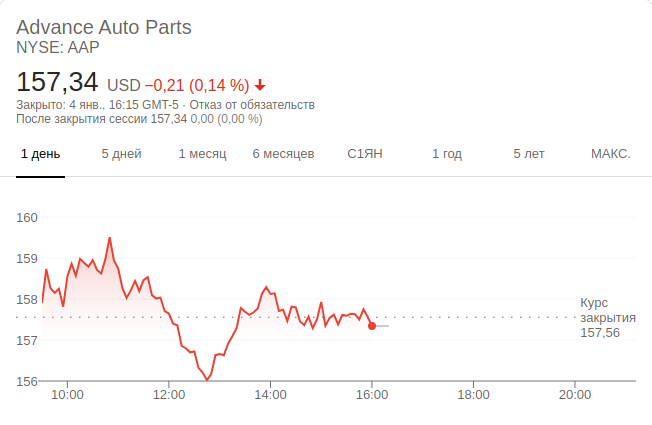 Advance Auto Parts
NYSE: AAP
157,34 USD −0,21 (0,14 %)
Закрыто: 4 янв., 16:15 GMT-5 · Отказ от обязательств
После закрытия сессии 157,34 0,00 (0,00 %)
1 день 5 дней 1 месяц 6 месяцев С1ЯН 1 год 5 лет МАКС.
160
159
158
157
156
Курс
закрытия
157,56
10:00 12:00 14:00 16:00 18:00 20:00